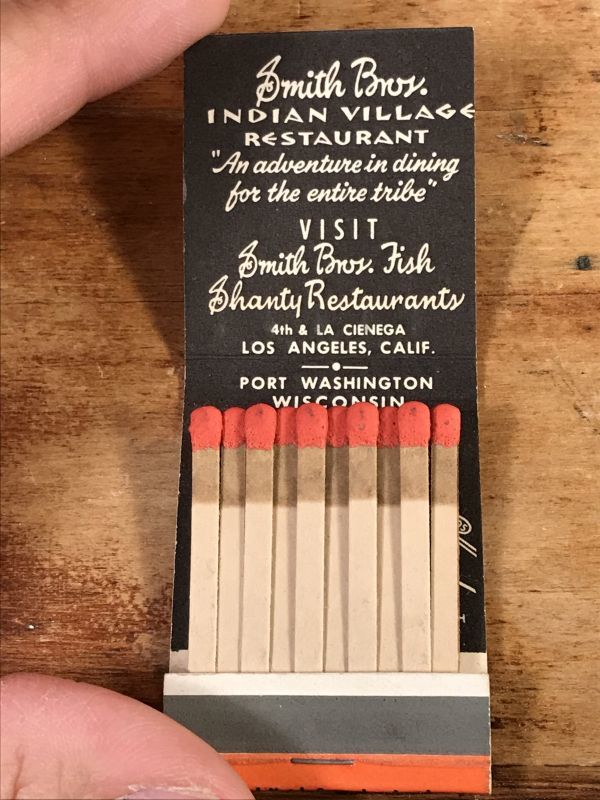 Smith Bros.
INDIAN VILLAGE
RESTAURANT
"An adventure in dining
for the entire tribe"
VISIT
Smith Bros. Fish
Shanty Restaurants
4th & LA CIENEGA
LOS ANGELES, CALIF.
PORT WASHINGTON
WISCONSIN